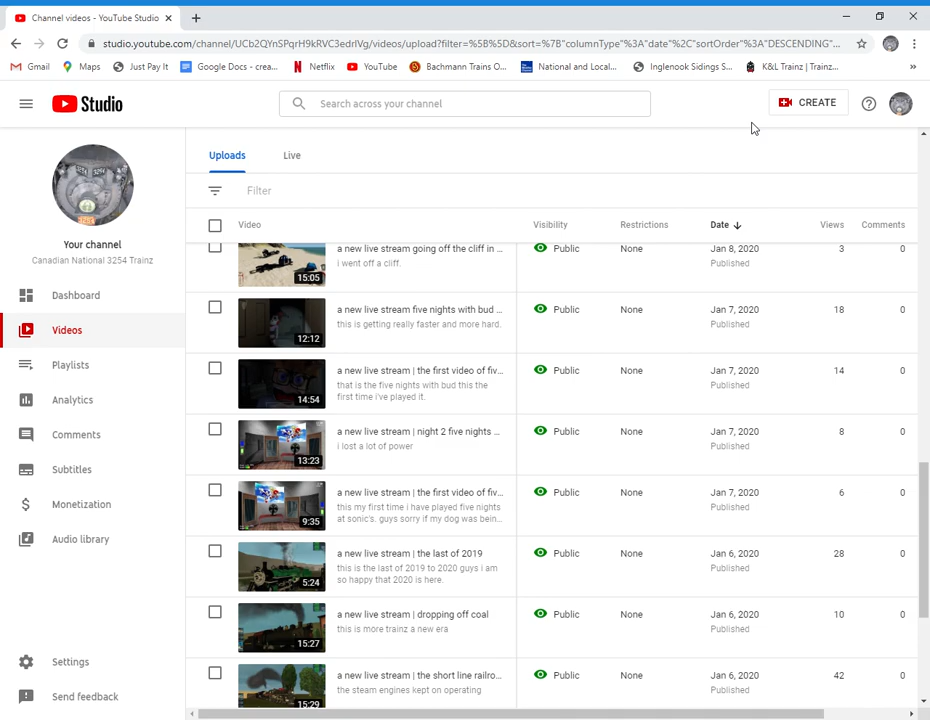 Channel videos - YouTube Studio
studio.youtube.com/channel/UCb2QYnSPqrH9kRVC3edrIVg/videos/upload?filter=%5B%5D&sort=%7B"columnType"%3A"date"%2C"sortOrder"%3A"DESCENDING"...
Gmail Maps Just Pay It Google Docs - crea... Netflix YouTube Bachmann Trains O... National and Local... Inglenook Sidings S... K&L Trainz | Trainz... »
Studio
Search across your channel
CREATE
Uploads Live
Filter
Video Visibility Restrictions Date Views Comments
Your channel
Canadian National 3254 Trainz
Dashboard
Videos
Playlists
Analytics
Comments
Subtitles
Monetization
Audio library
Settings
Send feedback
a new live stream going off the cliff in ... Public None Jan 8, 2020 3 0
i went off a cliff. Published
15:05
a new live stream five nights with bud ... Public None Jan 7, 2020 18 0
this is getting really faster and more hard. Published
12:12
a new live stream | the first video of fiv... Public None Jan 7, 2020 14 0
that is the five nights with bud this the Published
first time i've played it.
14:54
a new live stream | night 2 five nights ... Public None Jan 7, 2020 8 0
i lost a lot of power Published
13:23
a new live stream | the first video of fiv... Public None Jan 7, 2020 6 0
this my first time i have played five nights Published
at sonic's. guys sorry if my dog was bein...
9:35
a new live stream | the last of 2019 Public None Jan 6, 2020 28 0
this is the last of 2019 to 2020 guys i am Published
so happy that 2020 is here.
5:24
a new live stream | dropping off coal Public None Jan 6, 2020 10 0
this is more trainz a new era Published
15:27
a new live stream | the short line railro... Public None Jan 6, 2020 42 0
the steam engines kept on operating Published
15:29